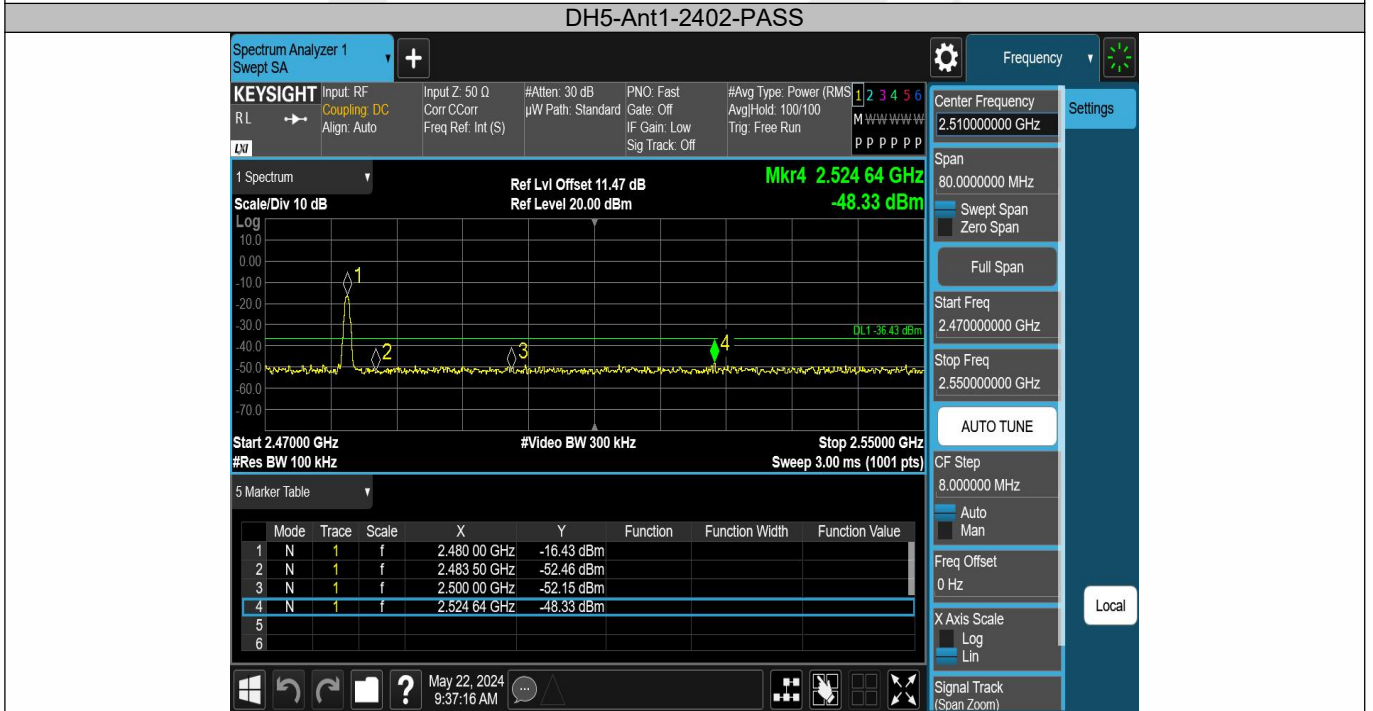 DH5-Ant1-2402-PASS
Spectrum Analyzer 1
Swept SA
Frequency
KEYSIGHT
RL
LXI
Input: RF
Coupling: DC
Align: Auto
Input Z: 50 Ω
Corr CCorr
Freq Ref: Int (S)
#Atten: 30 dB
µW Path: Standard
PNO: Fast
Gate: Off
IF Gain: Low
Sig Track: Off
#Avg Type: Power (RMS
Avg|Hold: 100/100
Trig: Free Run
1 2 3 4 5 6
M W W W W W
P P P P P P
Center Frequency
2.510000000 GHz
Settings
Span
80.0000000 MHz
Swept Span
Zero Span
Full Span
Start Freq
2.470000000 GHz
Stop Freq
2.550000000 GHz
AUTO TUNE
CF Step
8.000000 MHz
Auto
Man
Freq Offset
0 Hz
X Axis Scale
Log
Lin
Signal Track
(Span Zoom)
Local
1 Spectrum
Scale/Div 10 dB
Ref Lvl Offset 11.47 dB
Ref Level 20.00 dBm
Mkr4 2.524 64 GHz
-48.33 dBm
Log
10.0
0.00
-10.0
-20.0
-30.0
-40.0
-50.0
-60.0
-70.0
1
2
3
4
DL1 -36.43 dBm
Start 2.47000 GHz
#Res BW 100 kHz
#Video BW 300 kHz
Stop 2.55000 GHz
Sweep 3.00 ms (1001 pts)
5 Marker Table
Mode Trace Scale X Y Function Function Width Function Value
1 N 1 f 2.480 00 GHz -16.43 dBm
2 N 1 f 2.483 50 GHz -52.46 dBm
3 N 1 f 2.500 00 GHz -52.15 dBm
4 N 1 f 2.524 64 GHz -48.33 dBm
5
6
?
May 22, 2024
9:37:16 AM